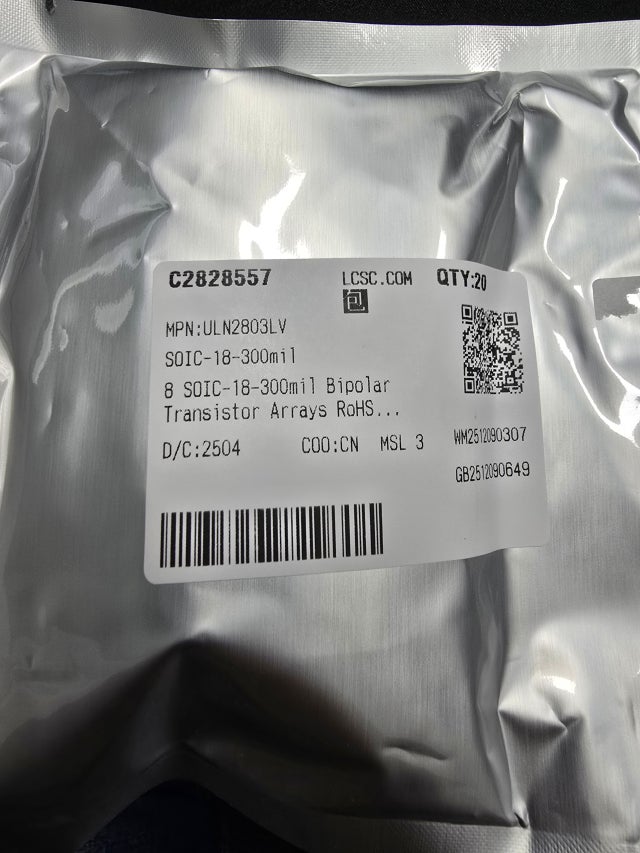 C2828557 LCSC.COM QTY:20
MPN:ULN2803LV
SOIC-18-300mil
8 SOIC-18-300mil Bipolar
Transistor Arrays RoHS...
D/C:2504 COO:CN MSL 3 WM2512090307
GB2512090649